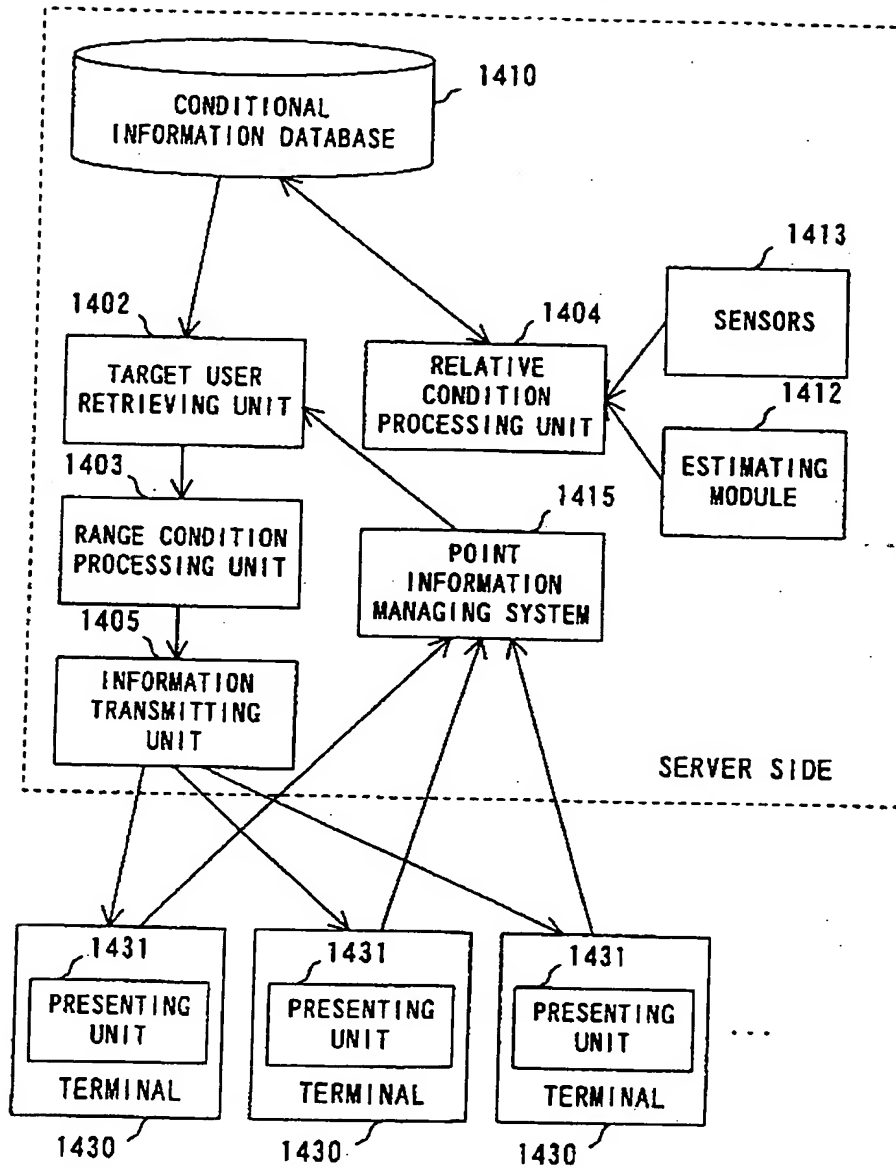 1410
CONDITIONAL
INFORMATION DATABASE
1413
SENSORS
1402
TARGET USER
RETRIEVING UNIT
1404
RELATIVE
CONDITION
PROCESSING UNIT
1412
ESTIMATING
MODULE
1403
RANGE CONDITION
PROCESSING UNIT
1415
POINT
INFORMATION
MANAGING SYSTEM
1405
INFORMATION
TRANSMITTING
UNIT
SERVER SIDE
1431
PRESENTING
UNIT
TERMINAL
1430
1431
PRESENTING
UNIT
TERMINAL
1430
1431
PRESENTING
UNIT
TERMINAL
1430
...